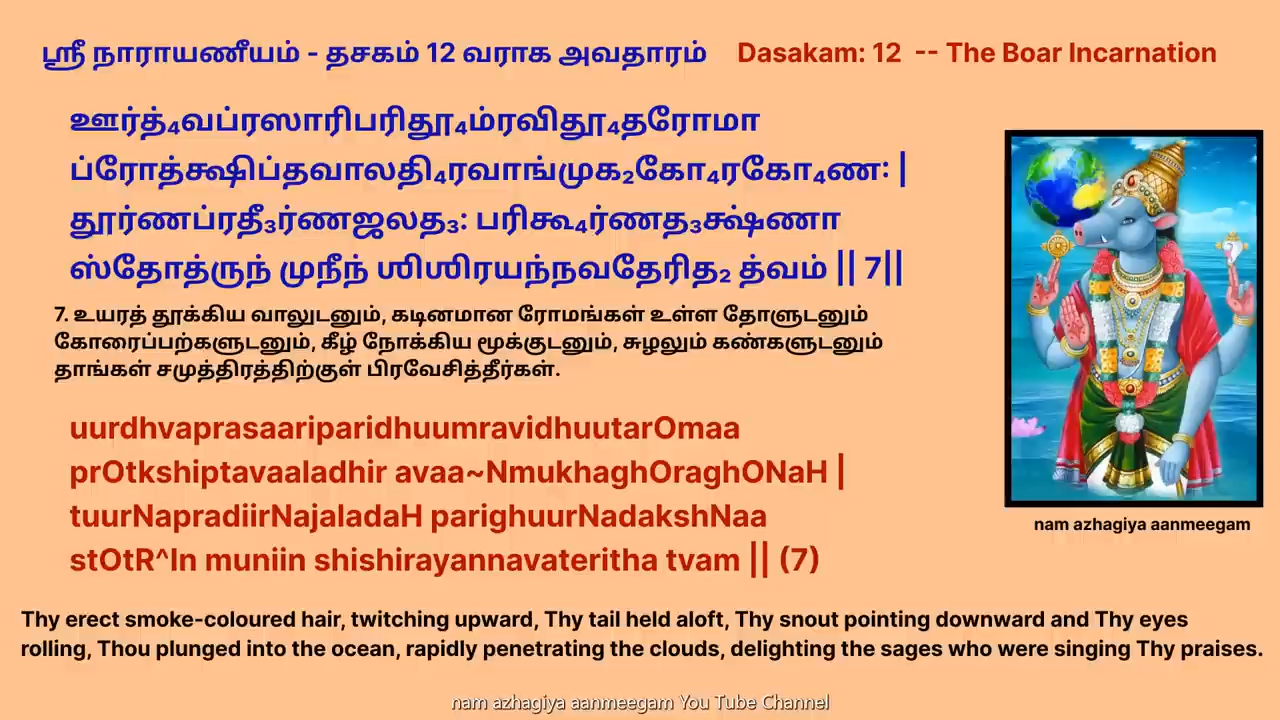 ஸ்ரீ நாராயணீயம் - தசகம் 12 வராக அவதாரம் Dasakam: 12 -- The Boar Incarnation
ஊர்த்₄வப்ரஸாரிபரிதூ₄ம்ரவிதூ₄தரோமா
ப்ரோத்க்ஷிப்தவாலதி₄ரவாங்முக₂கோ₄ரகோ₄ண: |
தூர்ணப்ரதீ₃ர்ணஜலத₃: பரிகூ₄ர்ணத₃க்ஷ்ணா
ஸ்தோத்ருந் முநீந் ஶிஶிரயந்நவதேரித₂ த்வம் || 7||
7. உயரத் தூக்கிய வாலுடனும், கடினமான ரோமங்கள் உள்ள தோளுடனும்
கோரைப்பற்களுடனும், கீழ் நோக்கிய மூக்குடனும், சுழலும் கண்களுடனும்
தாங்கள் சமுத்திரத்திற்குள் பிரவேசித்தீர்கள்.
uurdhvaprasaariparidhuumravidhuutarOmaa
prOtkshiptavaaladhir avaa~NmukhaghOraghONaH |
tuurNapradiirNajaladaH parighuurNadakshNaa
stOtR^In muniin shishirayannavateritha tvam || (7)
nam azhagiya aanmeegam
Thy erect smoke-coloured hair, twitching upward, Thy tail held aloft, Thy snout pointing downward and Thy eyes
rolling, Thou plunged into the ocean, rapidly penetrating the clouds, delighting the sages who were singing Thy praises.
nam azhagiya aanmeegam You Tube Channel